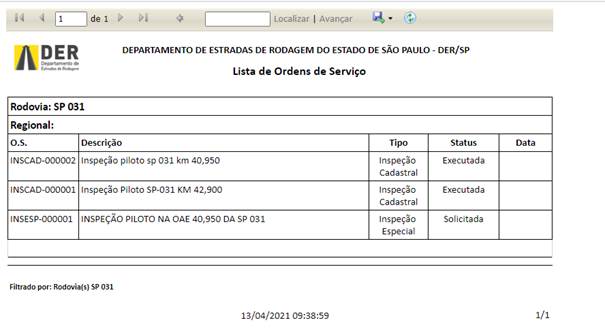 1 de 1 Localizar | Avançar
DER
Departamento de
Estradas de Rodagem
DEPARTAMENTO DE ESTRADAS DE RODAGEM DO ESTADO DE SÃO PAULO - DER/SP
Lista de Ordens de Serviço
Rodovia: SP 031
Regional:
O.S. Descrição Tipo Status Data
INSCAD-000002 Inspeção piloto sp 031 km 40,950 Inspeção Cadastral Executada
INSCAD-000001 Inspeção Piloto SP-031 KM 42,900 Inspeção Cadastral Executada
INSESP-000001 INSPEÇÃO PILOTO NA OAE 40,950 DA SP 031 Inspeção Especial Solicitada
Filtrado por: Rodovia(s) SP 031
13/04/2021 09:38:59 1/1